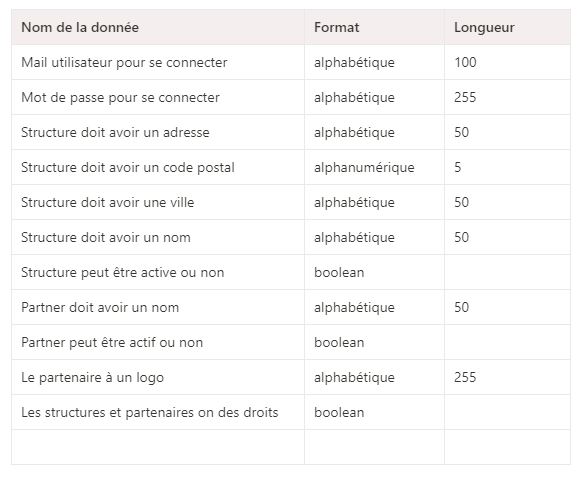 Nom de la donnée Format Longueur
Mail utilisateur pour se connecter alphabétique 100
Mot de passe pour se connecter alphabétique 255
Structure doit avoir un adresse alphabétique 50
Structure doit avoir un code postal alphanumérique 5
Structure doit avoir une ville alphabétique 50
Structure doit avoir un nom alphabétique 50
Structure peut être active ou non boolean
Partner doit avoir un nom alphabétique 50
Partner peut être actif ou non boolean
Le partenaire à un logo alphabétique 255
Les structures et partenaires on des droits boolean